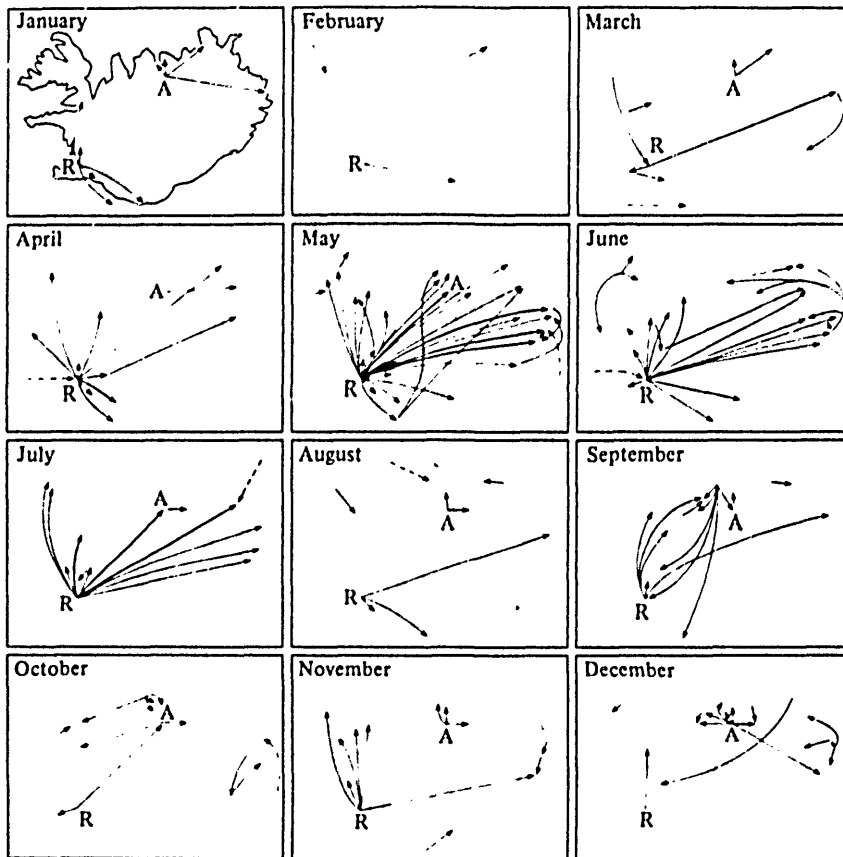 January
February
March
A
A
R
R
R
April
May
June
A
A
R
R
R
July
August
September
A
A
A
R
R
R
October
November
December
A
A
A
R
R
R